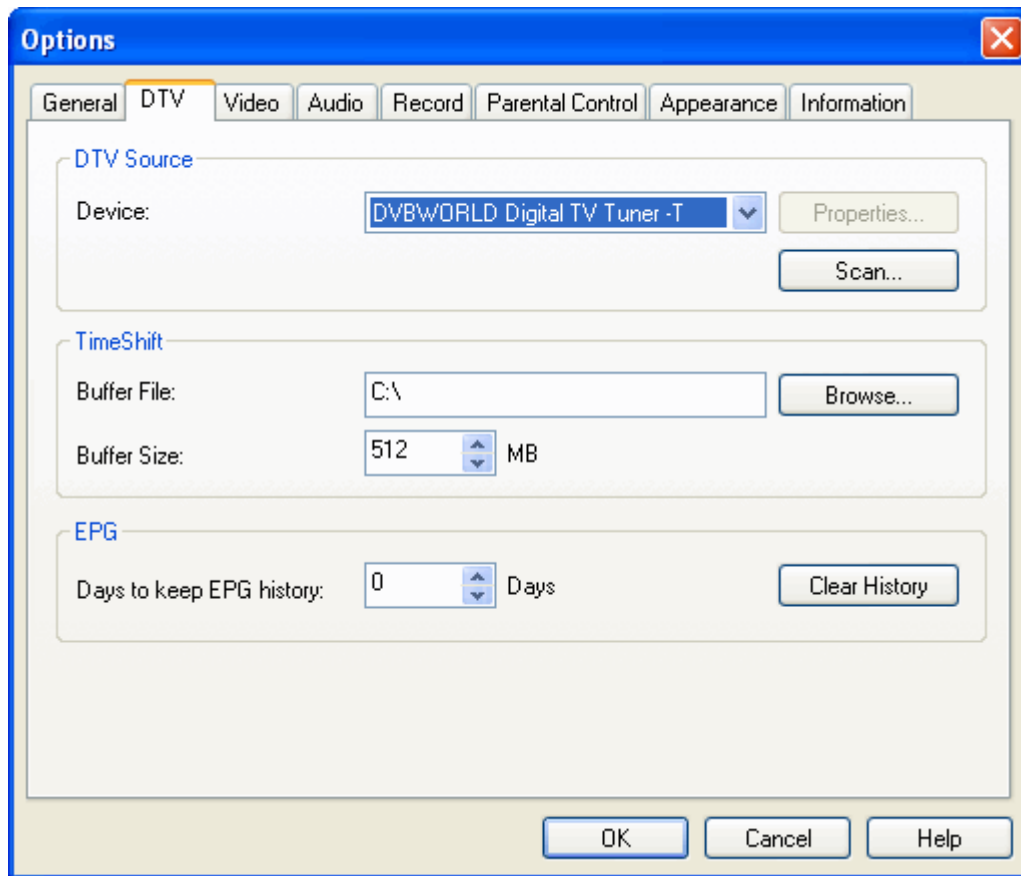 Options
General DTV Video Audio Record Parental Control Appearance Information
DTV Source
Device: DVBWORLD Digital TV Tuner -T Properties...
Scan...
TimeShift
Buffer File: C:\ Browse...
Buffer Size: 512 MB
EPG
Days to keep EPG history: 0 Days Clear History
OK Cancel Help